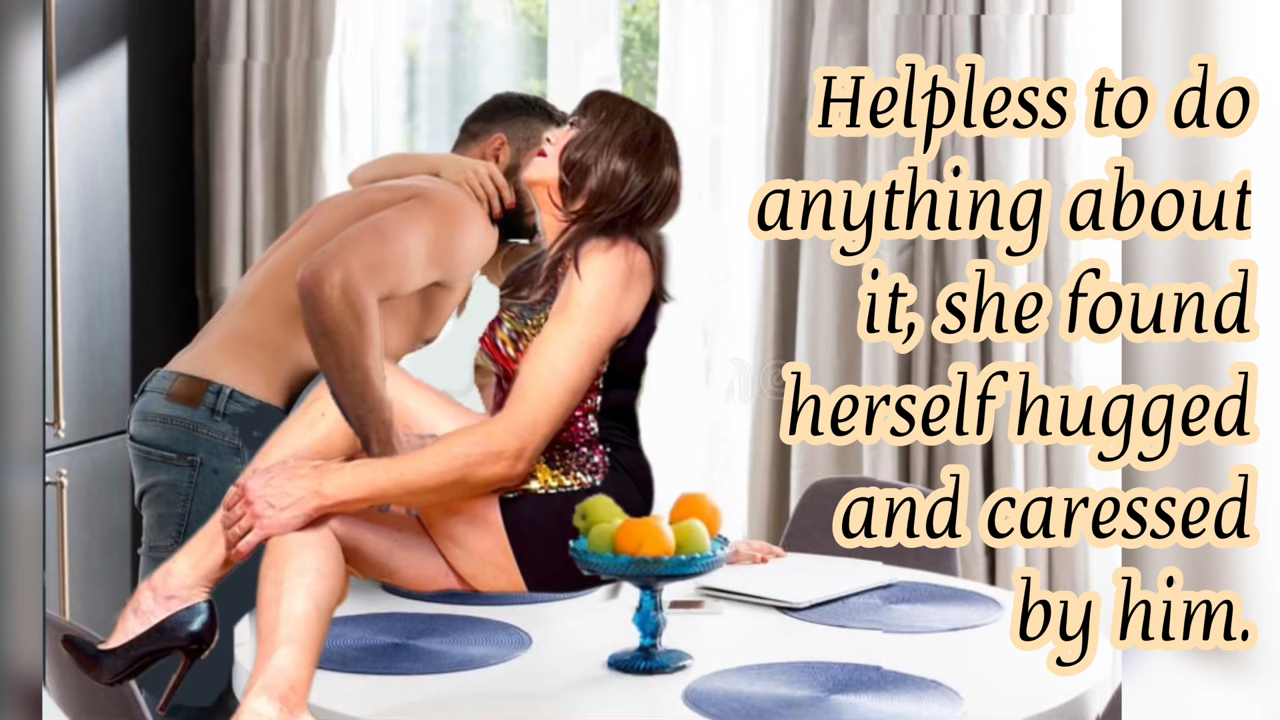 Helpless to do
anything about
it, she found
herself hugged
and caressed
by him.